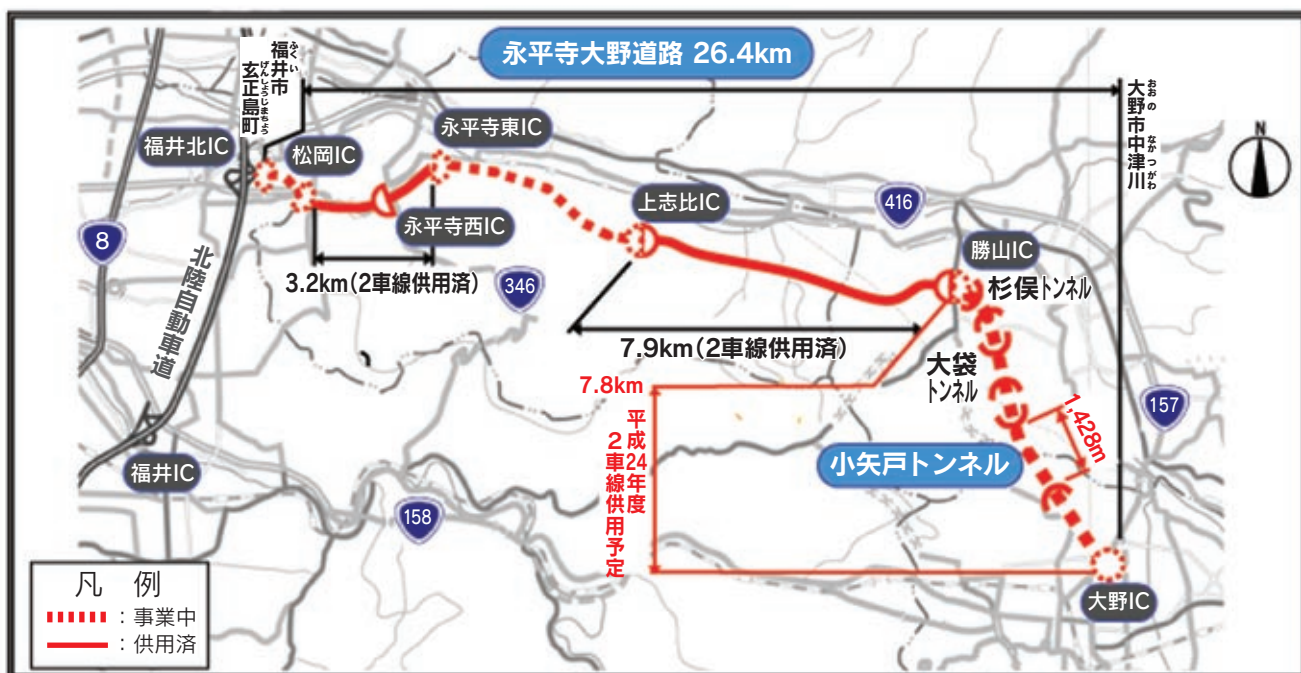 永平寺大野道路 26.4km
福井市
ふくい
玄正島町
げんしょうじまちょう
大野市中津川
おおの なかつがわ
N
福井北IC
松岡IC
永平寺東IC
永平寺西IC
上志比IC
416
勝山IC
8
北陸自動車道
3.2km(2車線供用済)
346
杉俣トンネル
7.9km(2車線供用済)
大袋
トンネル
7.8km
平成24年度
2車線供用予定
157
1,428m
小矢戸トンネル
福井IC
158
大野IC
凡 例
:事業中
:供用済